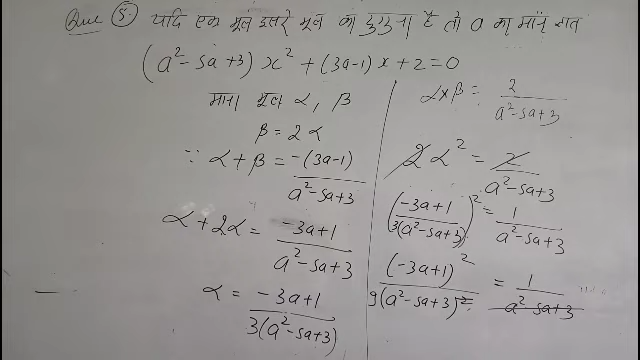 Que ⑤ यदि एक मूल दूसरे मूल का दुगुना है तो a का मान ज्ञात
(a²-5a+3)x²+(3a-1)x+2=0
माना मूल α, β
β=2α
∵ α+β = -(3a-1)/(a²-5a+3)
α+2α = (-3a+1)/(a²-5a+3)
α = (-3a+1)/(3(a²-5a+3))
α×β = 2/(a²-5a+3)
2α² = 2/(a²-5a+3)
((-3a+1)/(3(a²-5a+3)))² = 1/(a²-5a+3)
(-3a+1)²/(9(a²-5a+3)²) = 1/(a²-5a+3)